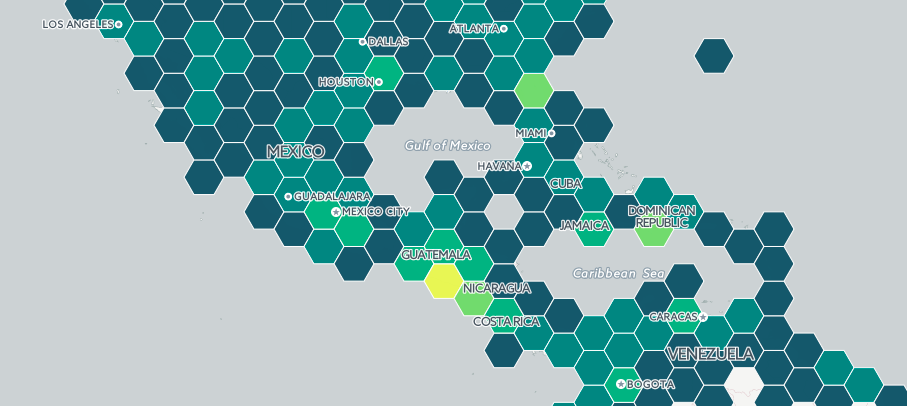 LOS ANGELES
ATLANTA
DALLAS
HOUSTON
MIAMI
Gulf of Mexico
MEXICO
HAVANA
CUBA
GUADALAJARA
MEXICO CITY
DOMINICAN
REPUBLIC
JAMAICA
GUATEMALA
Caribbean Sea
NICARAGUA
CARACAS
COSTA RICA
VENEZUELA
BOGOTA